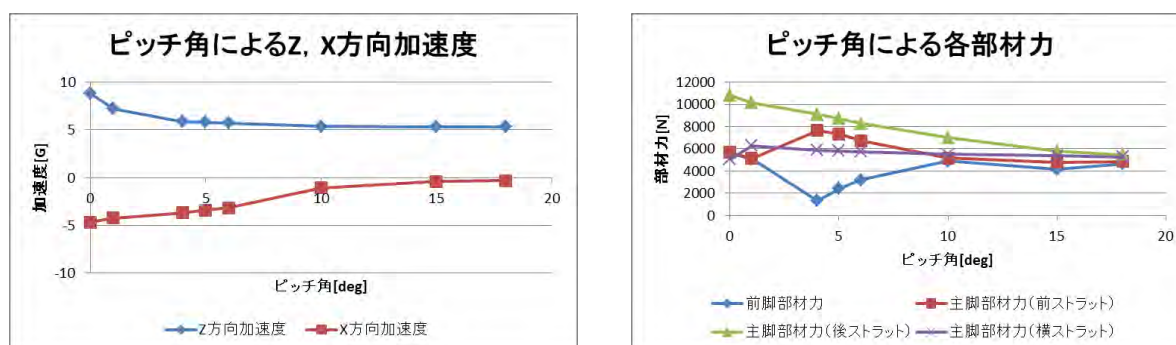 ピッチ角によるZ, X方向加速度
10
5
0
-5
-10
加速度[G]
0
5
10
15
20
ピッチ角[deg]
Z方向加速度
X方向加速度
ピッチ角による各部材力
12000
10000
8000
6000
4000
2000
0
部材力[N]
0
5
10
15
20
ピッチ角[deg]
前脚部材力
主脚部材力(前ストラット)
主脚部材力(後ストラット)
主脚部材力(横ストラット)